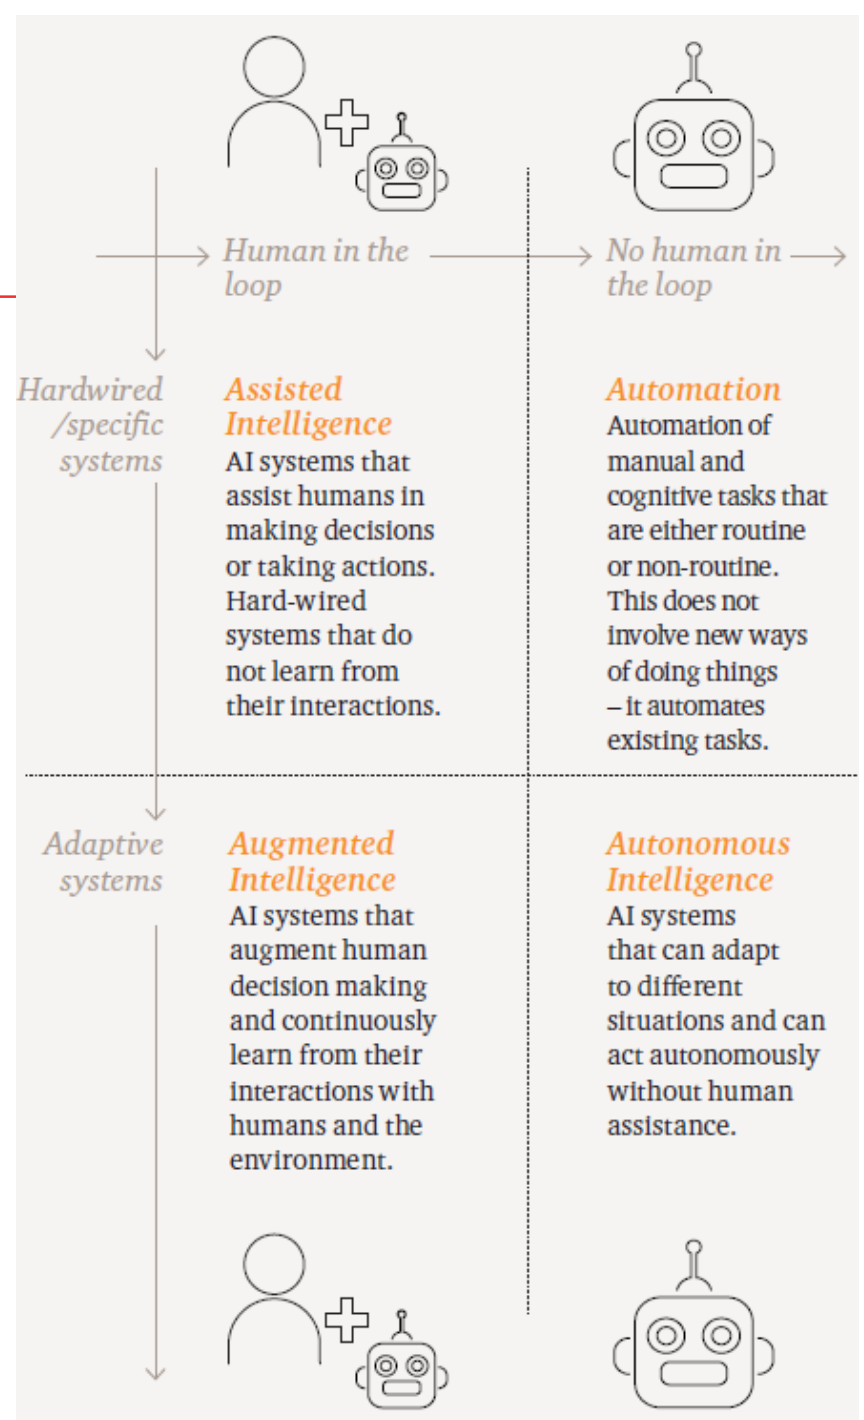 Human in the
loop
No human in
the loop
Hardwired
/specific
systems
Assisted
Intelligence
AI systems that
assist humans in
making decisions
or taking actions.
Hard-wired
systems that do
not learn from
their interactions.
Automation
Automation of
manual and
cognitive tasks that
are either routine
or non-routine.
This does not
involve new ways
of doing things
– it automates
existing tasks.
Adaptive
systems
Augmented
Intelligence
AI systems that
augment human
decision making
and continuously
learn from their
interactions with
humans and the
environment.
Autonomous
Intelligence
AI systems
that can adapt
to different
situations and can
act autonomously
without human
assistance.